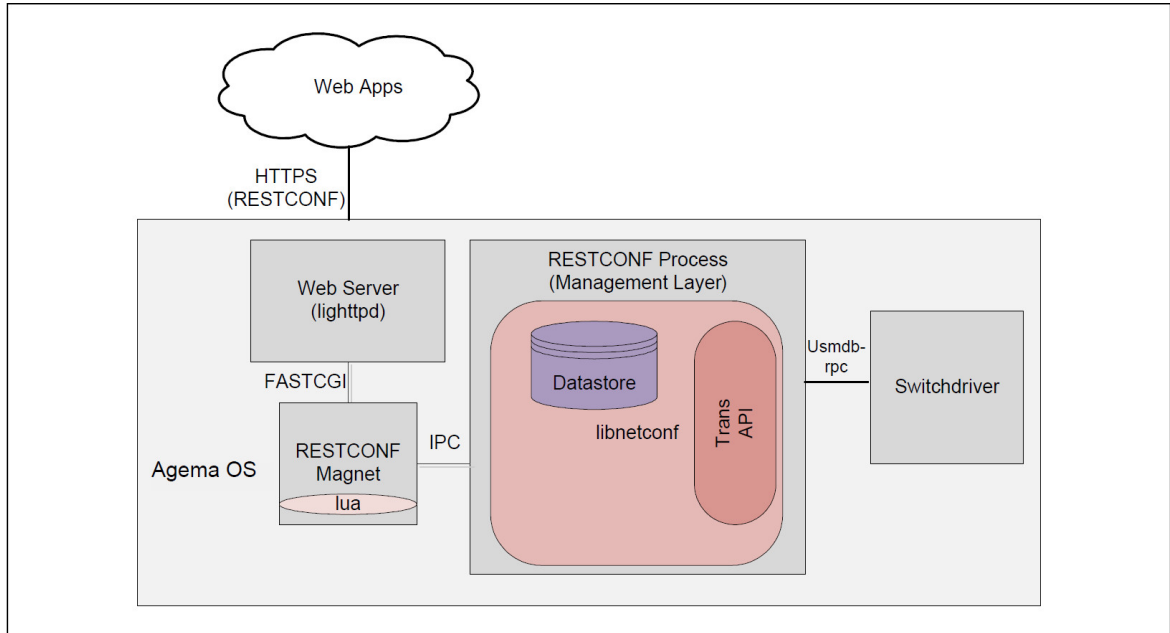 Web Apps
HTTPS
(RESTCONF)
Web Server
(lighttpd)
FASTCGI
RESTCONF
Magnet
lua
Agema OS
IPC
RESTCONF Process
(Management Layer)
Datastore
libnetconf
Trans
API
Usmdb-
rpc
Switchdriver